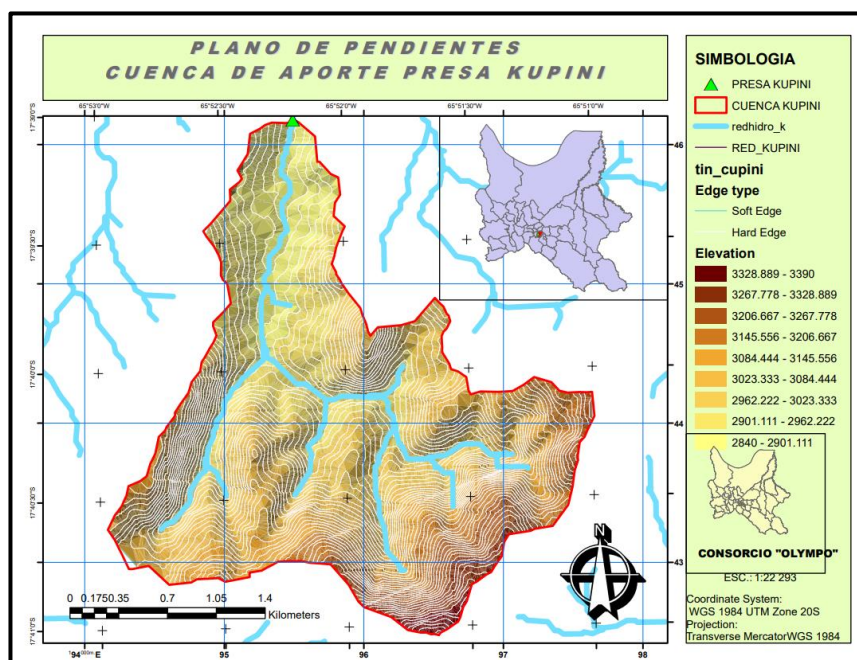 PLANO DE PENDIENTES
CUENCA DE APORTE PRESA KUPINI
65°53'0"W
65°52'30"W
65°52'0"W
65°51'30"W
65°51'0"W
17°39'0"S
17°39'30"S
17°40'0"S
17°40'30"S
17°41'0"S
46
45
44
43
94 000m E
95
96
97
98
0 0.1750.35 0.7 1.05 1.4
Kilometers
N
SIMBOLOGIA
PRESA KUPINI
CUENCA KUPINI
redhidro_k
RED_KUPINI
tin_cupini
Edge type
Soft Edge
Hard Edge
Elevation
3328.889 - 3390
3267.778 - 3328.889
3206.667 - 3267.778
3145.556 - 3206.667
3084.444 - 3145.556
3023.333 - 3084.444
2962.222 - 3023.333
2901.111 - 2962.222
2840 - 2901.111
CONSORCIO "OLYMPO"
ESC.: 1:22 293
Coordinate System:
WGS 1984 UTM Zone 20S
Projection:
Transverse MercatorWGS 1984